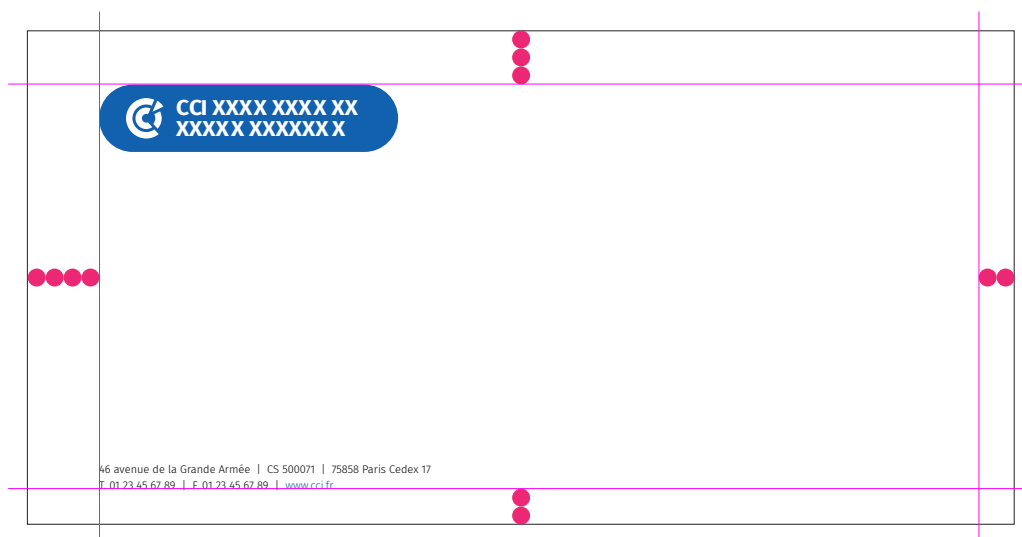 CCI XXXX XXXX XX
XXXXX XXXXXX X
46 avenue de la Grande Armée | CS 500071 | 75858 Paris Cedex 17
T. 01 23 45 67 89 | F. 01 23 45 67 89 | www.cci.fr